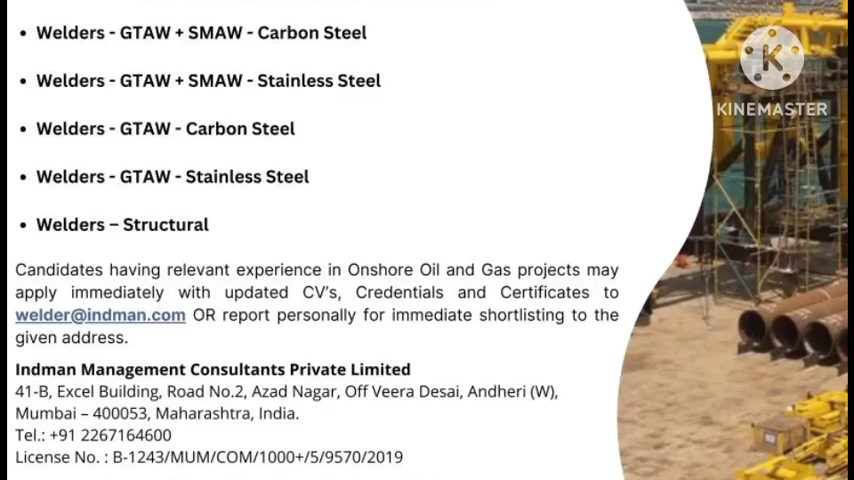 • Welders - GTAW + SMAW - Carbon Steel
• Welders - GTAW + SMAW - Stainless Steel
• Welders - GTAW - Carbon Steel
• Welders - GTAW - Stainless Steel
• Welders – Structural
Candidates having relevant experience in Onshore Oil and Gas projects may
apply immediately with updated CV's, Credentials and Certificates to
welder@indman.com OR report personally for immediate shortlisting to the
given address.
Indman Management Consultants Private Limited
41-B, Excel Building, Road No.2, Azad Nagar, Off Veera Desai, Andheri (W),
Mumbai – 400053, Maharashtra, India.
Tel.: +91 2267164600
License No. : B-1243/MUM/COM/1000+/5/9570/2019
K
KINEMASTER